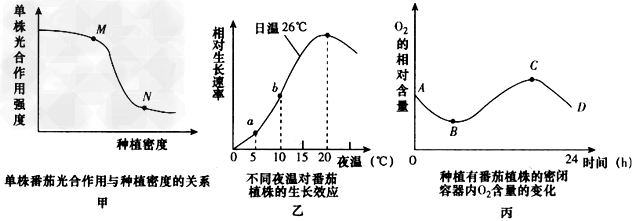 单株光合作用强度
M
N
种植密度
单株番茄光合作用与种植密度的关系
甲
相对生长速率
日温26℃
a
b
0 5 10 15 20
夜温 (℃)
不同夜温对番茄
植株的生长效应
乙
O₂的相对含量
A
B
C
D
0
24 时间 (h)
种植有番茄植株的密闭
容器内O₂含量的变化
丙